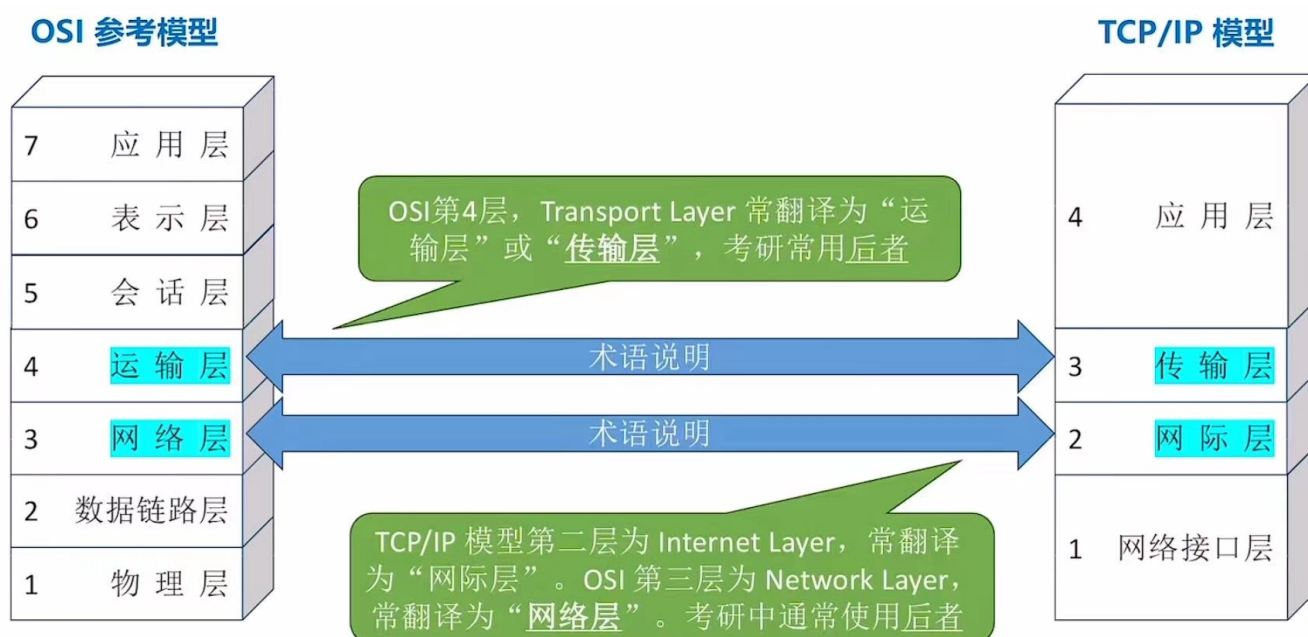 OSI 参考模型
TCP/IP 模型
7 应用层
6 表示层
5 会话层
4 运输层
3 网络层
2 数据链路层
1 物理层
OSI第4层，Transport Layer 常翻译为“运
输层”或“传输层”，考研常用后者
术语说明
术语说明
TCP/IP 模型第二层为 Internet Layer，常翻译
为“网际层”。OSI 第三层为 Network Layer，
常翻译为“网络层”。考研中通常使用后者
4 应用层
3 传输层
2 网际层
1 网络接口层